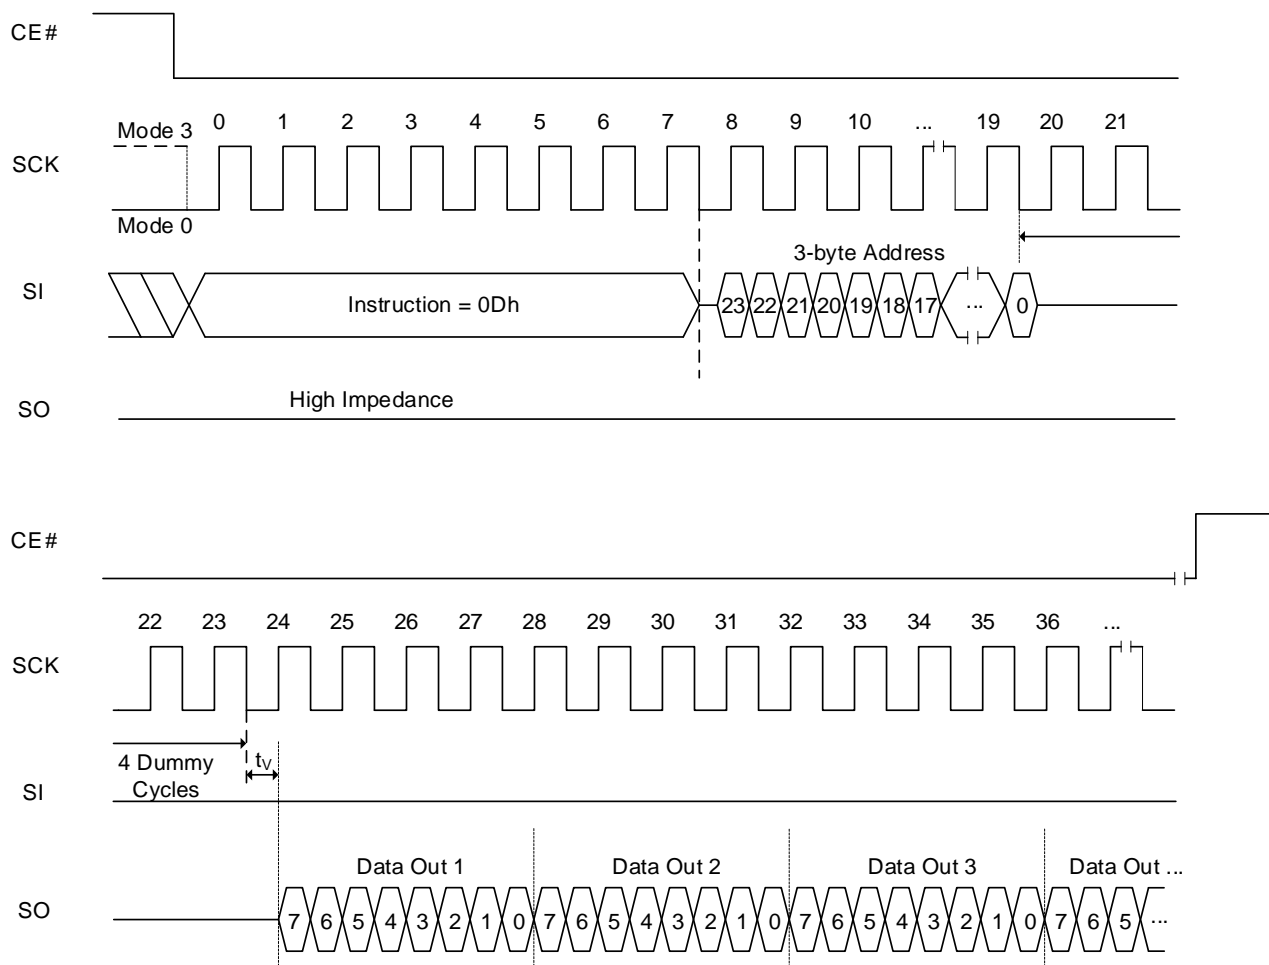 CE#
Mode 3
0 1 2 3 4 5 6 7 8 9 10 ... 19 20 21
SCK
Mode 0
3-byte Address
SI
Instruction = 0Dh
23 22 21 20 19 18 17 ... 0
High Impedance
SO
CE#
22 23 24 25 26 27 28 29 30 31 32 33 34 35 36 ...
SCK
4 Dummy
Cycles
tV
SI
Data Out 1 Data Out 2 Data Out 3 Data Out ...
SO
7 6 5 4 3 2 1 0 7 6 5 4 3 2 1 0 7 6 5 4 3 2 1 0 7 6 5 ...